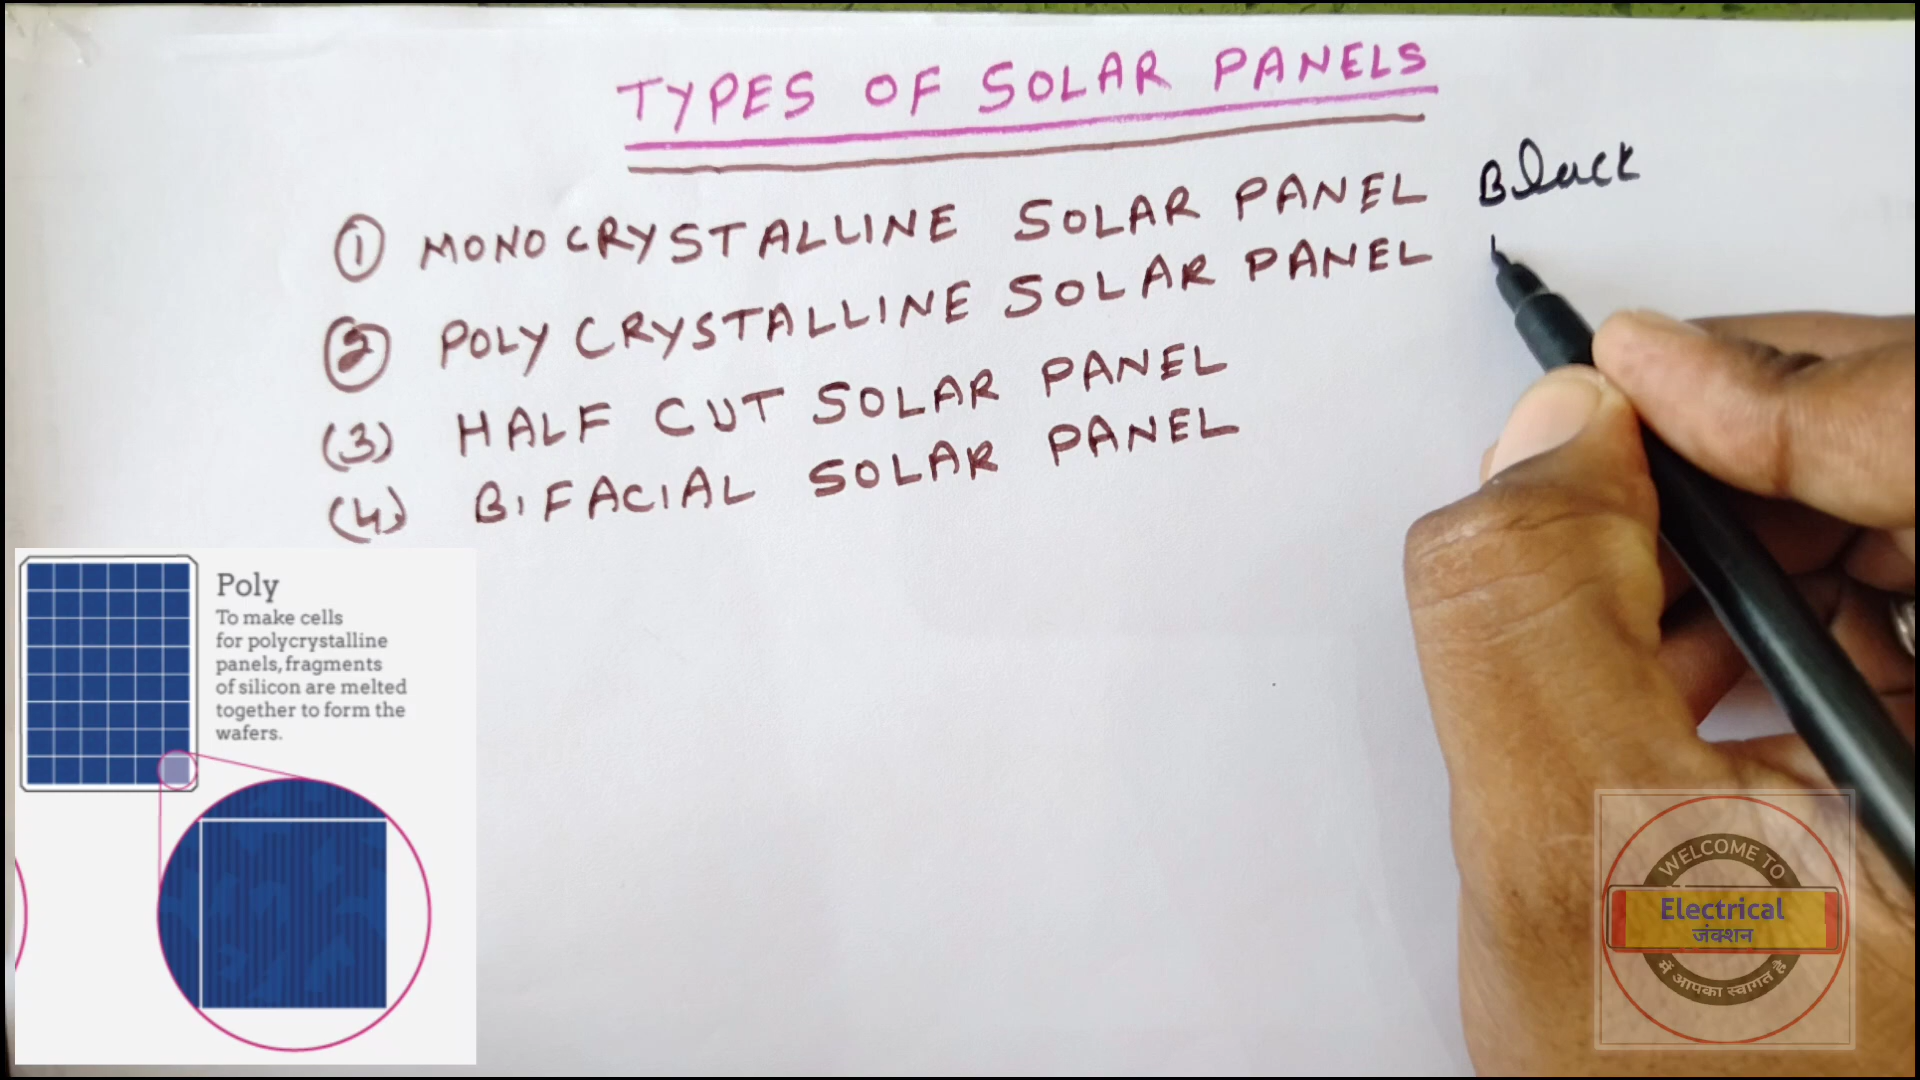 TYPES OF SOLAR PANELS
① MONOCRYSTALLINE SOLAR PANEL Black
② POLY CRYSTALLINE SOLAR PANEL
(3) HALF CUT SOLAR PANEL
(4) BIFACIAL SOLAR PANEL
Poly
To make cells
for polycrystalline
panels, fragments
of silicon are melted
together to form the
wafers.
WELCOME TO
Electrical
जंक्शन
में आपका स्वागत है